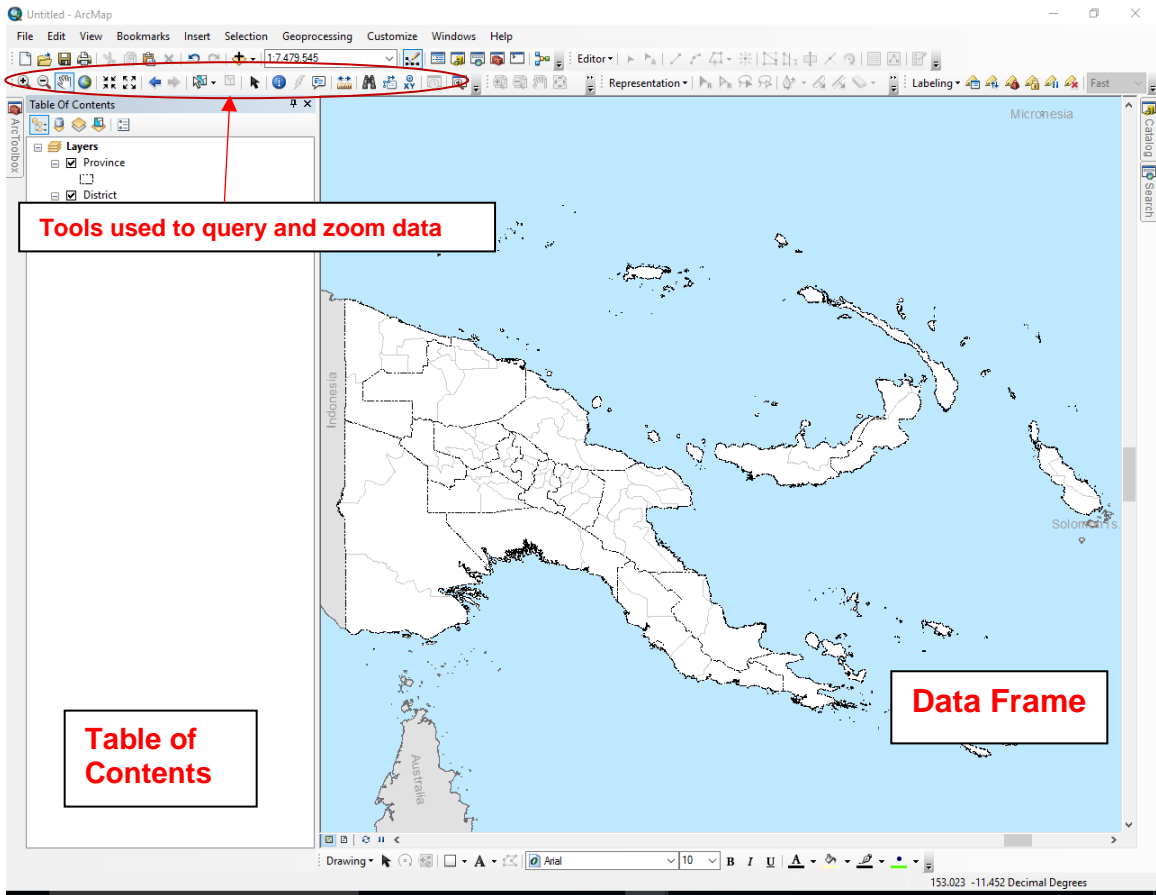 Untitled - ArcMap
File Edit View Bookmarks Insert Selection Geoprocessing Customize Windows Help
1:7,479,545 Editor
Representation Labeling Fast
Table Of Contents
ArcToolbox
Layers
Province
District
Tools used to query and zoom data
Catalog
Search
Micronesia
Indonesia
Solomon Is.
Data Frame
Table of
Contents
Australia
Drawing A Arial 10 B I U A
153.023 -11.452 Decimal Degrees